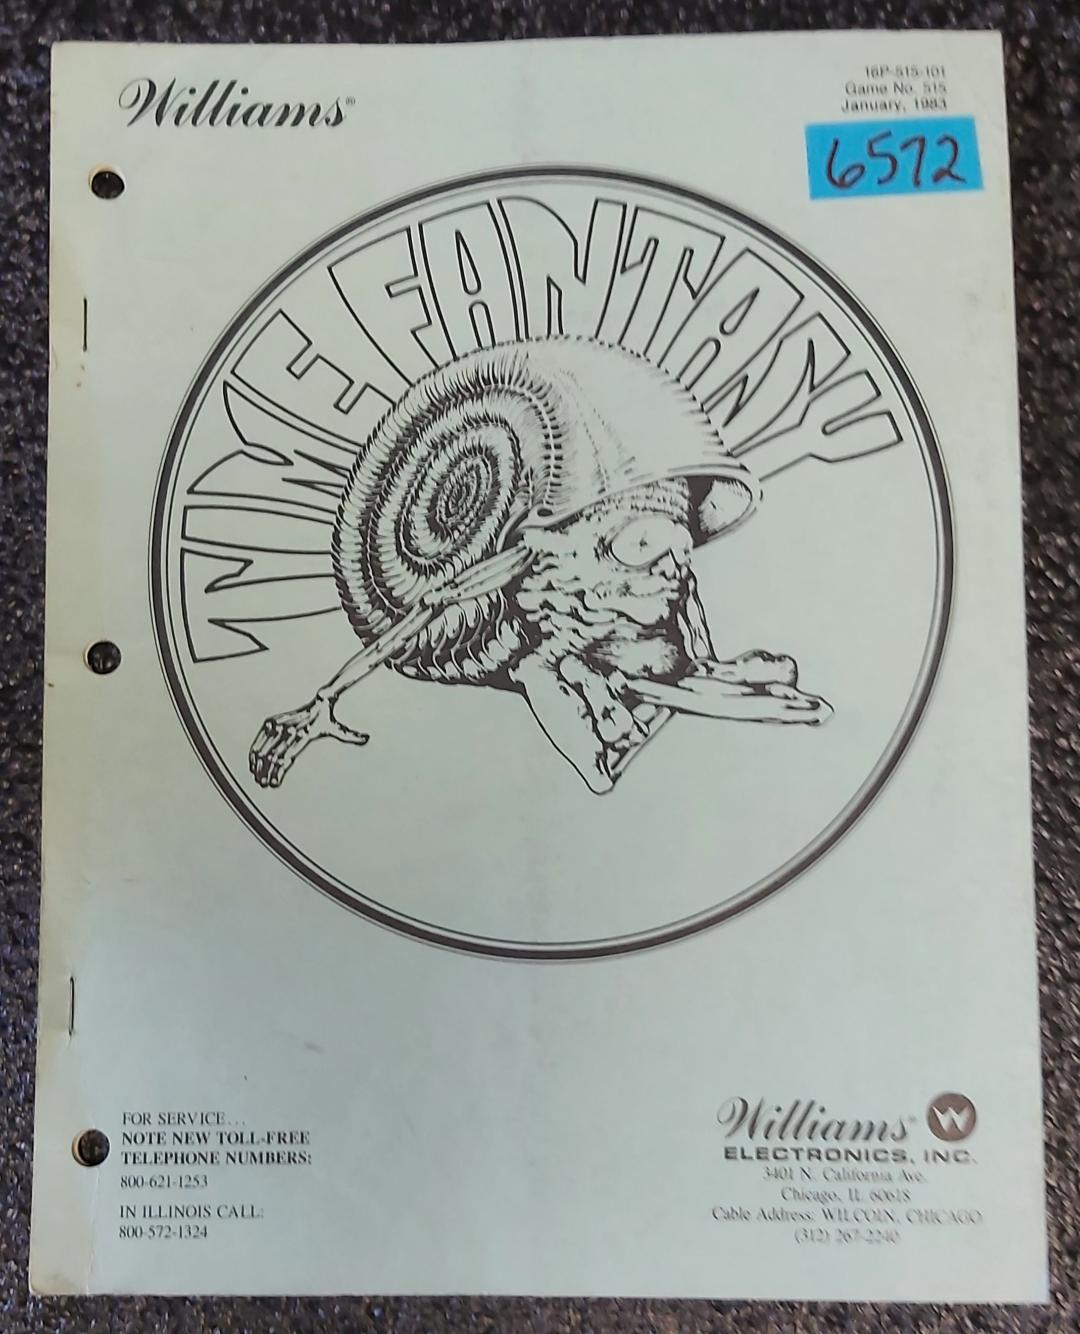 Williams®
16P-515-101
Game No. 515
January, 1983
6572
TIME FANTASY
FOR SERVICE...
NOTE NEW TOLL-FREE
TELEPHONE NUMBERS:
800-621-1253
IN ILLINOIS CALL:
800-572-1324
Williams®
W
ELECTRONICS, INC.
3401 N. California Ave.
Chicago, IL 60618
Cable Address: WILCOIN, CHICAGO
(312) 267-2240